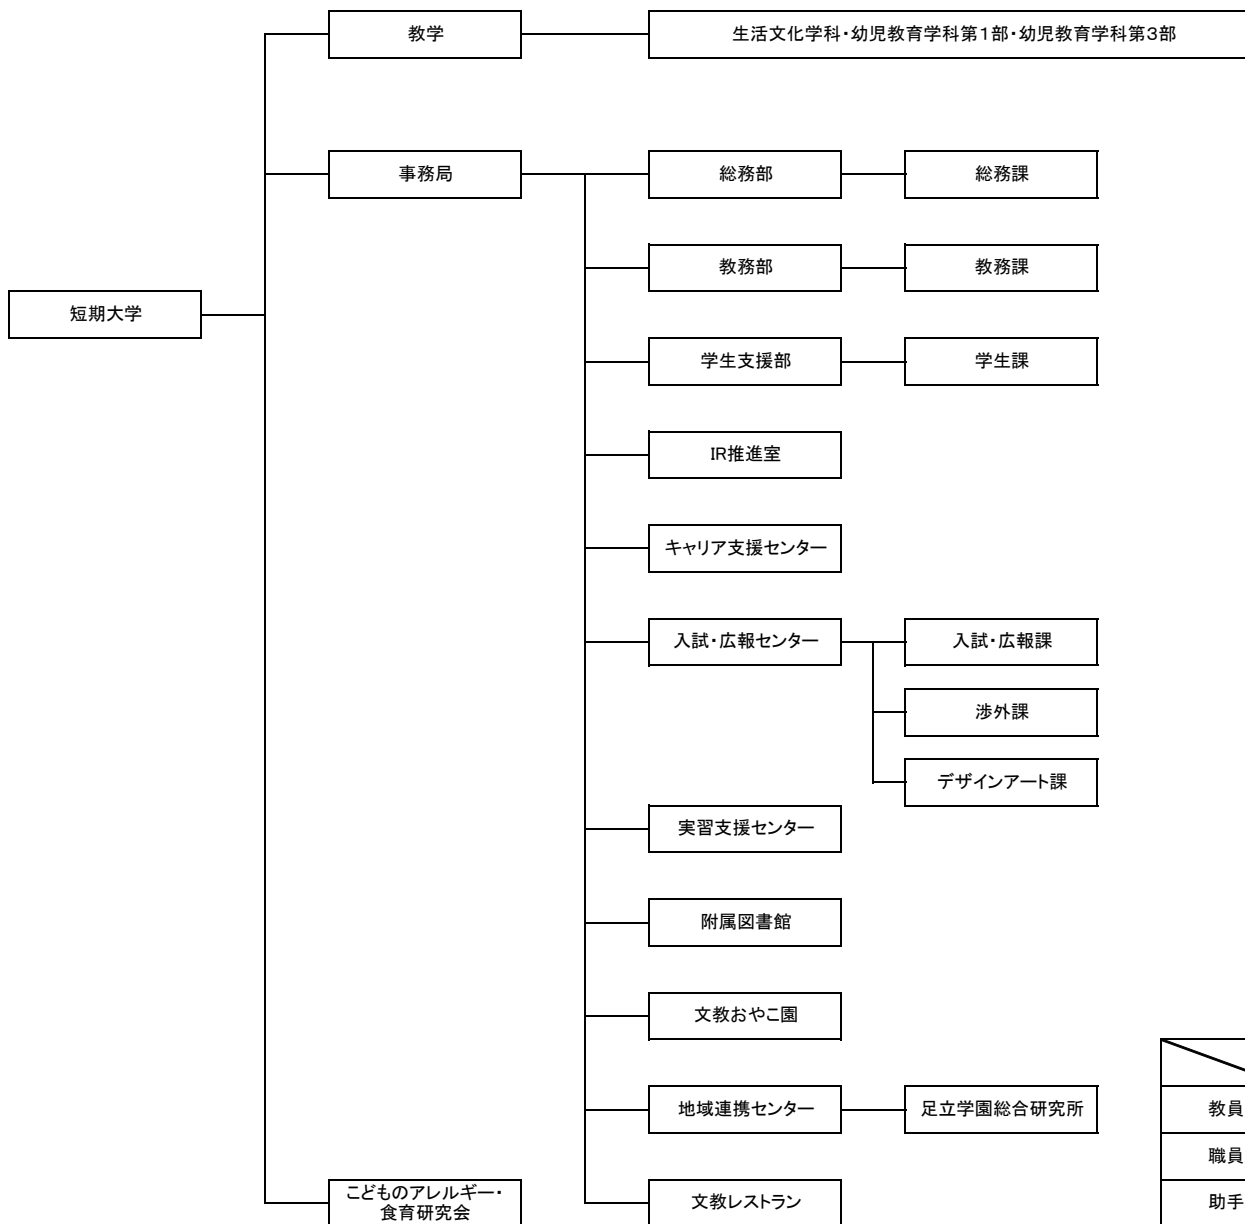 教学
生活文化学科・幼児教育学科第1部・幼児教育学科第3部
事務局
総務部
総務課
教務部
教務課
短期大学
学生支援部
学生課
IR推進室
キャリア支援センター
入試・広報センター
入試・広報課
渉外課
デザインアート課
実習支援センター
附属図書館
文教おやこ園
地域連携センター
足立学園総合研究所
教員
職員
こどものアレルギー・
食育研究会
文教レストラン
助手